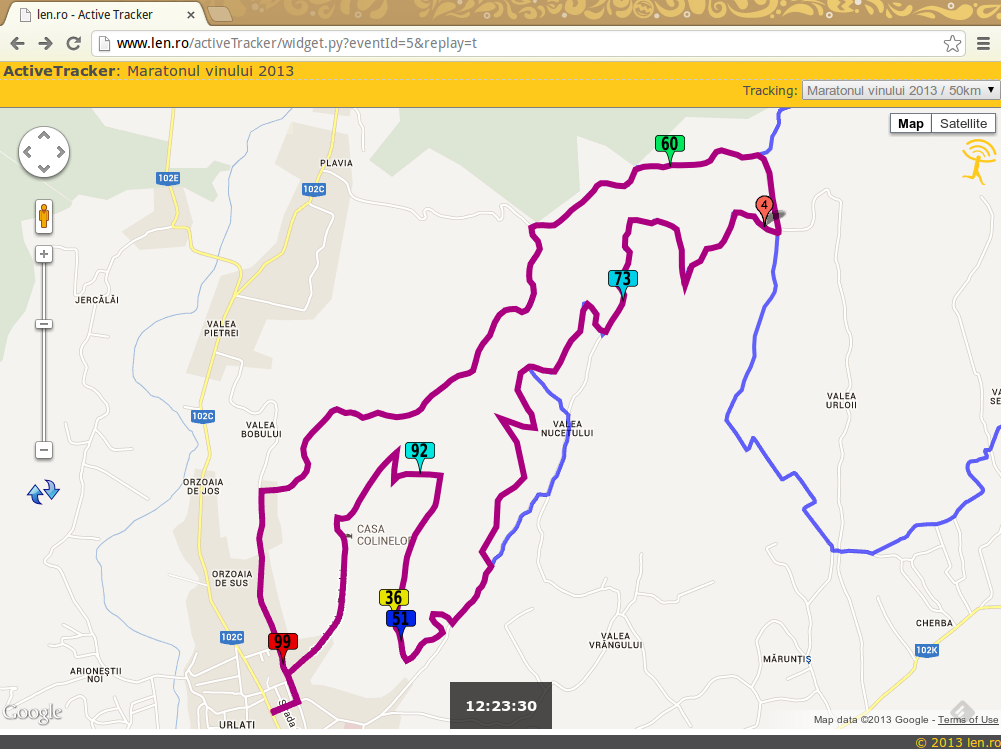 len.ro - Active Tracker
www.len.ro/activeTracker/widget.py?eventId=5&replay=t
ActiveTracker: Maratonul vinului 2013
Tracking: Maratonul vinului 2013 / 50km
Map Satellite
60
PLAVIA
102E
102C
4
73
JERCĂLĂI
VALEA
PIETREI
VALEA
URLOII
VA
SE
102C
VALEA
BOBULUI
VALEA
NUCETULUI
92
ORZOAIA
DE JOS
CASA
COLINELOR
ORZOAIA
DE SUS
36
51
99
102C
CHERBA
VALEA
VRÂNGULUI
102K
MĂRUNȚIȘ
ARIONEȘTII
NOI
Strada
12:23:30
Google
URLATI
Map data ©2013 Google - Terms of Use
© 2013 len.ro